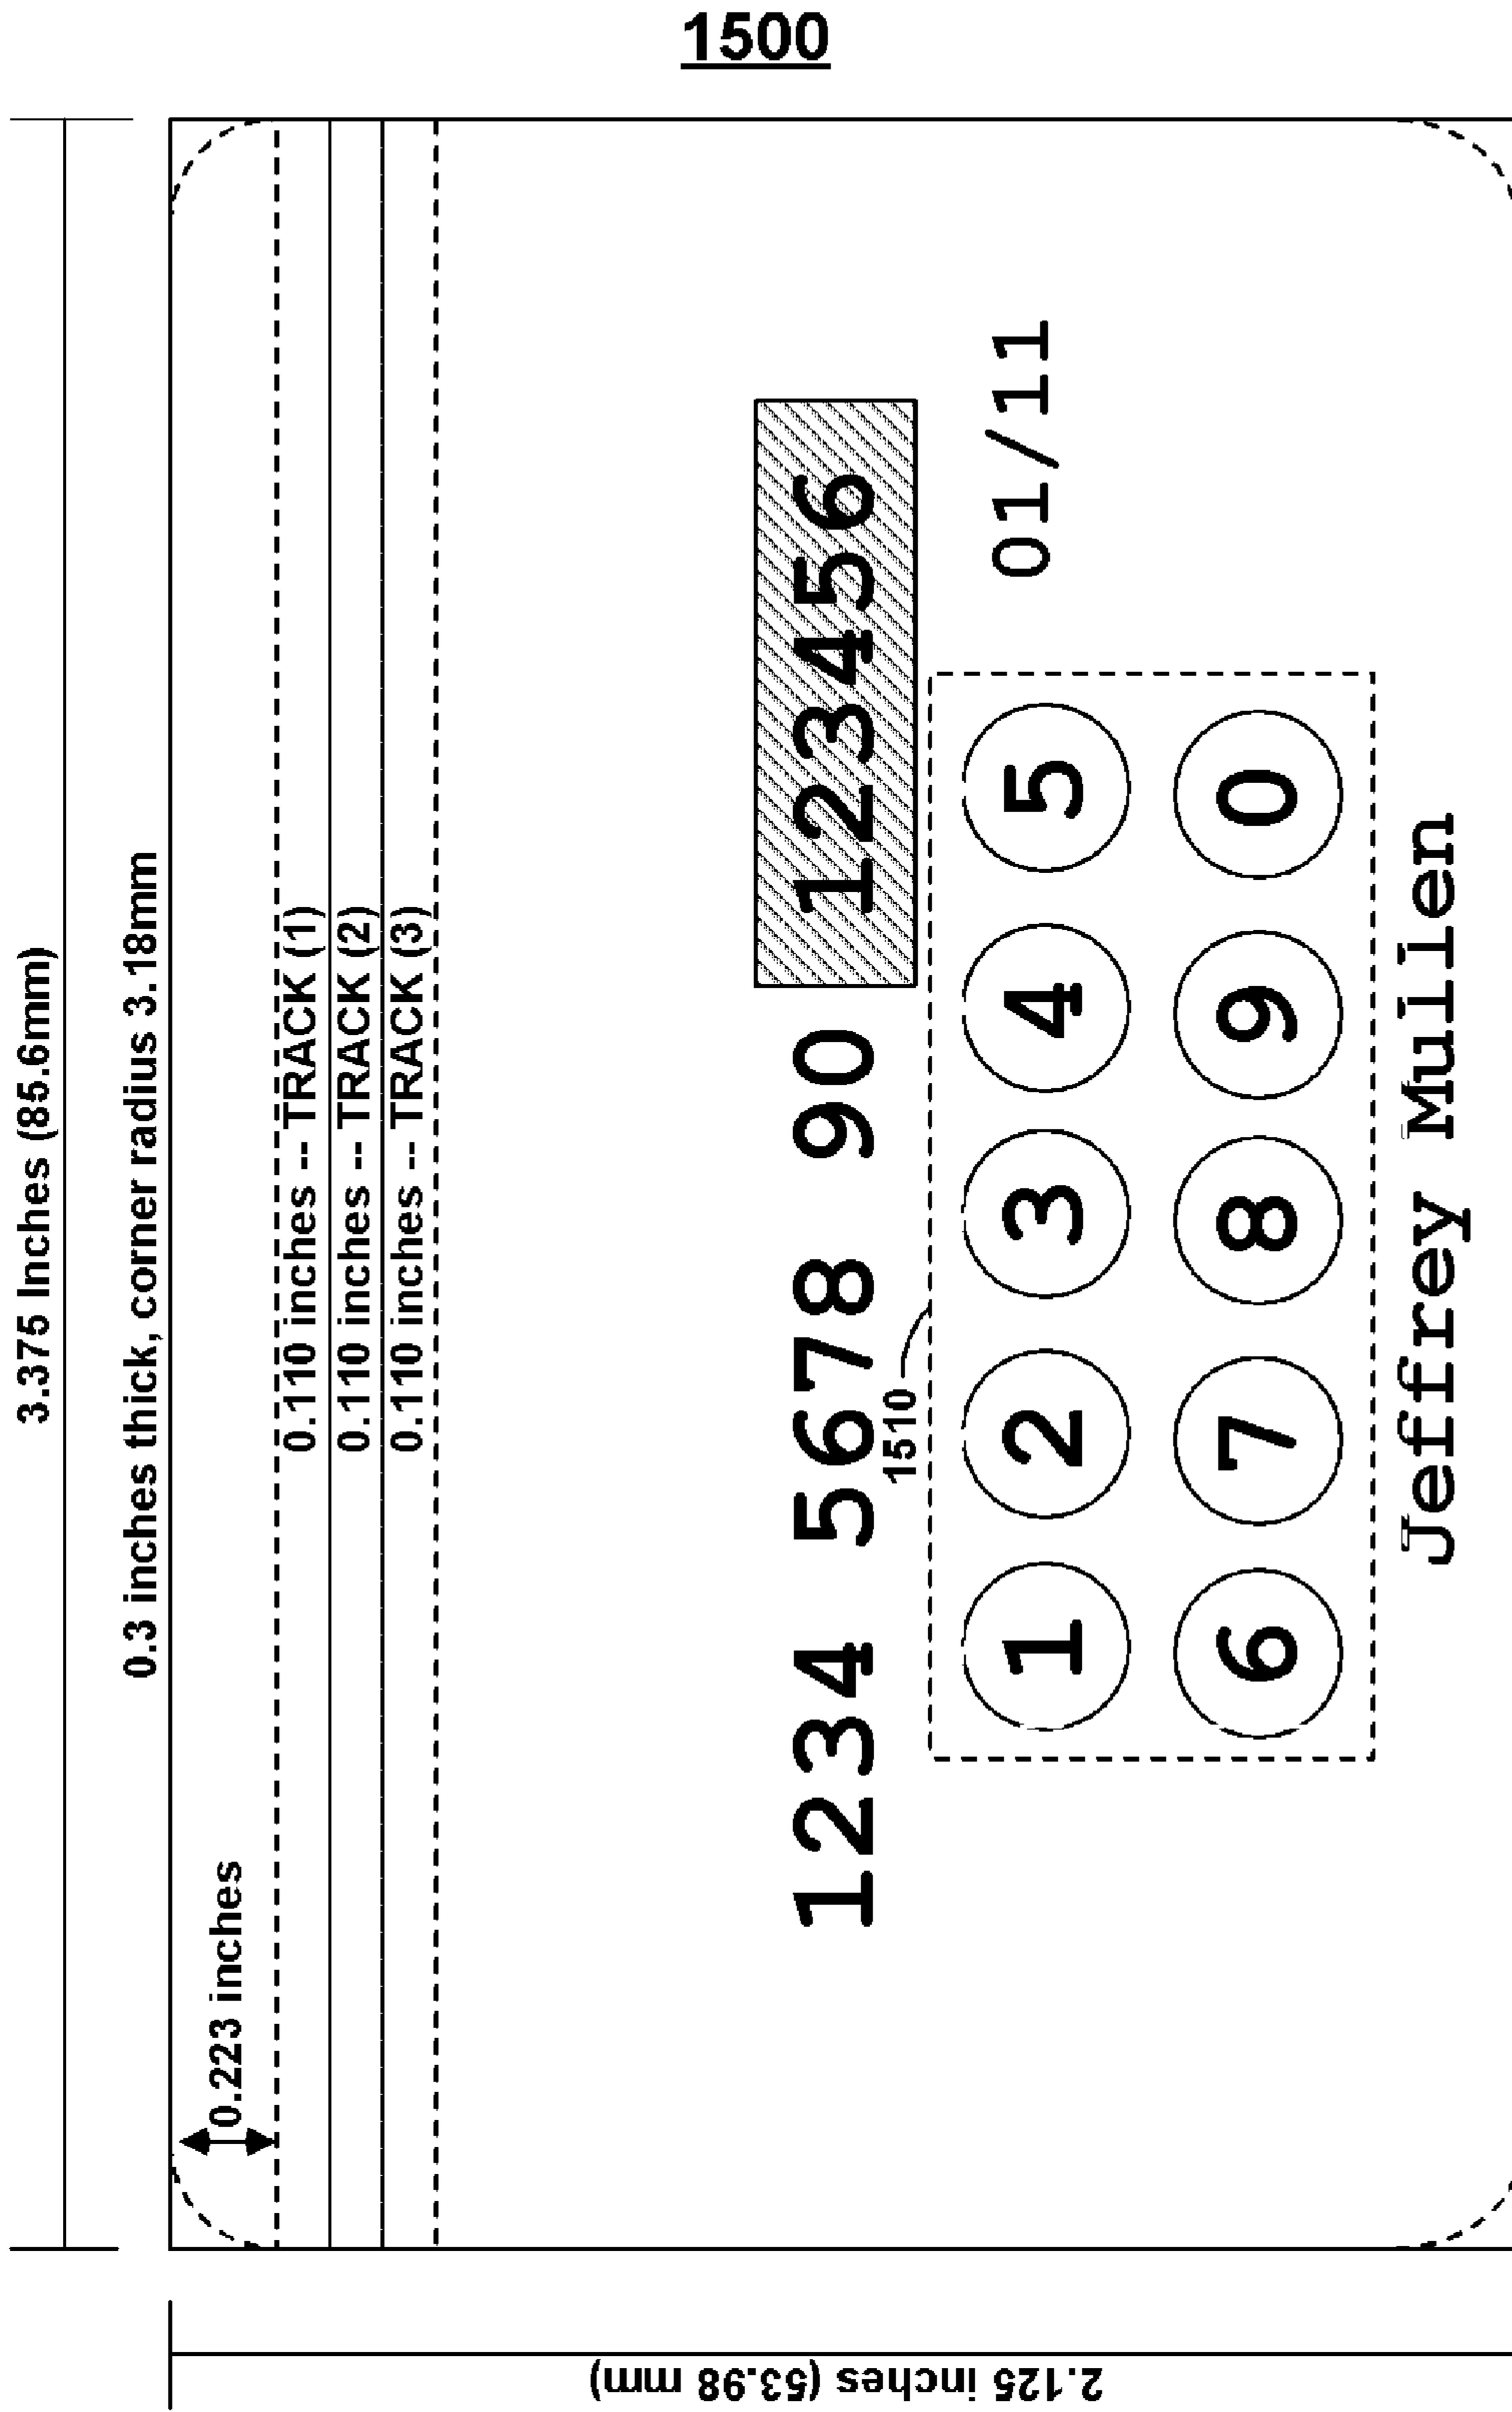 1500
3.375 Inches (85.6mm)
0.3 inches thick, corner radius 3.18mm
0.223 inches
0.110 inches -- TRACK (1)
0.110 inches -- TRACK (2)
0.110 inches -- TRACK (3)
1234 5678 90 123456
1510
01/11
1 2 3 4 5
6 7 8 9 0
Jeffrey Mullen
2.125 inches (53.98 mm)